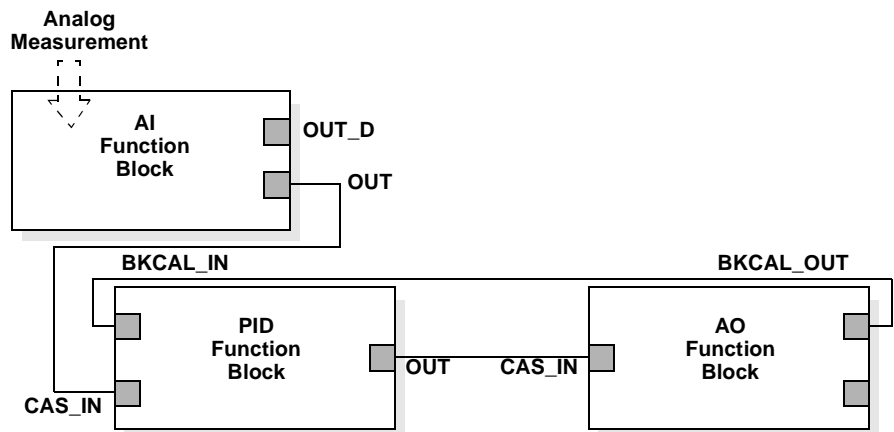 Analog
Measurement
AI
Function
Block
OUT_D
OUT
BKCAL_IN
BKCAL_OUT
PID
Function
Block
AO
Function
Block
OUT
CAS_IN
CAS_IN